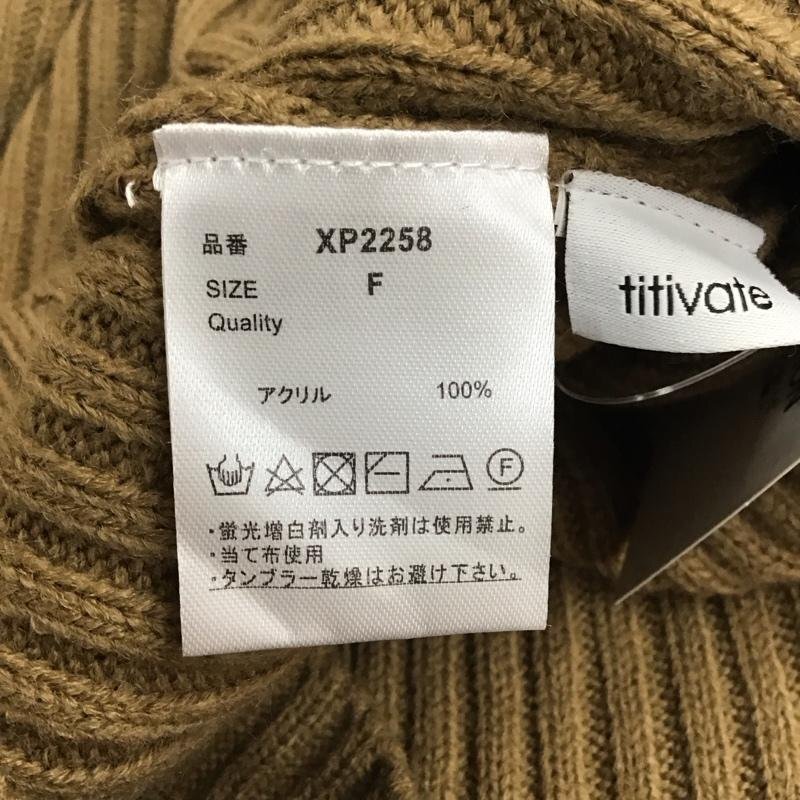 品番 XP2258
SIZE F
Quality
アクリル 100%
F
・蛍光増白剤入り洗剤は使用禁止。
・当て布使用
・タンブラー乾燥はお避け下さい。
titivate